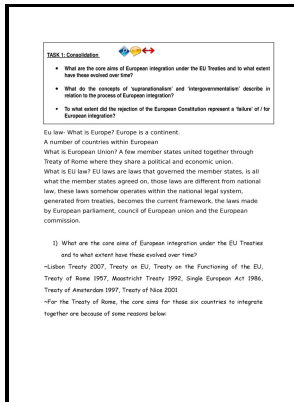 TASK 1: Consolidation
• What are the core aims of European integration under the EU Treaties and to what extent
have these evolved over time?
• What do the concepts of 'supranationalism' and 'intergovernmentalism' describe in
relation to the process of European integration?
• To what extent did the rejection of the European Constitution represent a 'failure' of / for
European integration?
Eu law- What is Europe? Europe is a continent.
A number of countries within European
What is European Union? A few member states united together through
Treaty of Rome where they share a political and economic union.
What is EU law? EU laws are laws that governed the member states, is all
what the member states agreed on, those laws are different from national
law, these laws somehow operates within the national legal system,
generated from treaties, becomes the current framework, the laws made
by European parliament, council of European union and the European
commission.
1) What are the core aims of European integration under the EU Treaties
and to what extent have these evolved over time?
~Lisbon Treaty 2007, Treaty on EU, Treaty on the Functioning of the EU,
Treaty of Rome 1957, Maastricht Treaty 1992, Single European Act 1986,
Treaty of Amsterdam 1997, Treaty of Nice 2001
~For the Treaty of Rome, the core aims for those six countries to integrate
together are because of some reasons below: